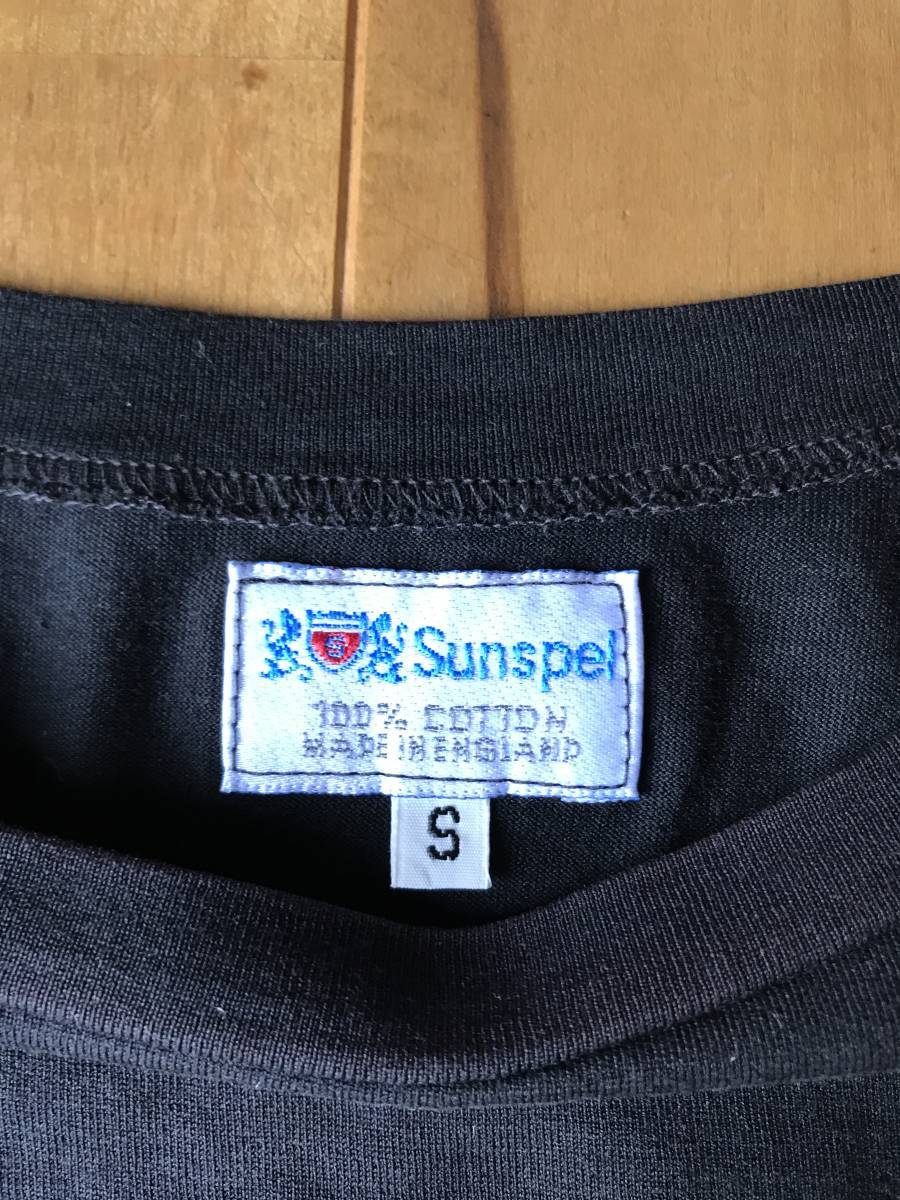 S Sunspel
100% COTTON
MADE IN ENGLAND
S